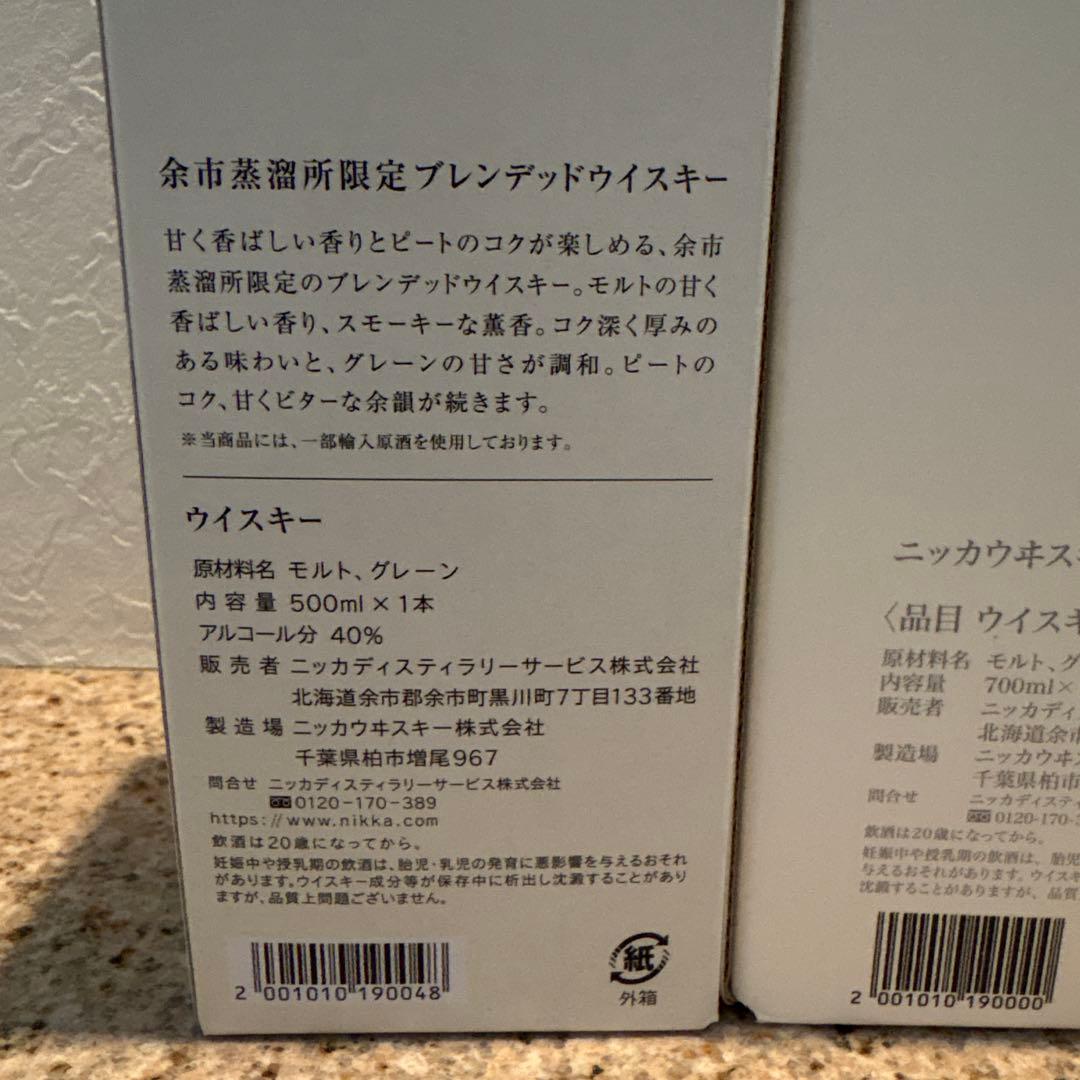 余市蒸溜所限定ブレンデッドウイスキー
甘く香ばしい香りとピートのコクが楽しめる、余市
蒸溜所限定のブレンデッドウイスキー。モルトの甘く
香ばしい香り、スモーキーな薫香。コク深く厚みの
ある味わいと、グレーンの甘さが調和。ピートの
コク、甘くビターな余韻が続きます。
※当商品には、一部輸入原酒を使用しております。
ウイスキー
原材料名 モルト、グレーン
内容量 500ml×1本
アルコール分 40%
販売者 ニッカディスティラリーサービス株式会社
北海道余市郡余市町黒川町7丁目133番地
製造場 ニッカウヰスキー株式会社
千葉県柏市増尾967
問合せ ニッカディスティラリーサービス株式会社
0120-170-389
https://www.nikka.com
飲酒は20歳になってから。
妊娠中や授乳期の飲酒は、胎児・乳児の発育に悪影響を与えるおそれ
があります。ウイスキー成分等が保存中に析出し沈澱することがあり
ますが、品質上問題ございません。
2 001010 190048
紙
外箱
ニッカウヰス
〈品目 ウイスキ
原材料名 モルト、グ
内容量 700ml×
販売者 ニッカディ
北海道余市
製造場 ニッカウヰ
千葉県柏市
問合せ ニッカディステ
0120-170-
飲酒は20歳になってから。
妊娠中や授乳期の飲酒は、胎児
与えるおそれがあります。ウイスキ
沈澱することがありますが、品質
2 001010 190000